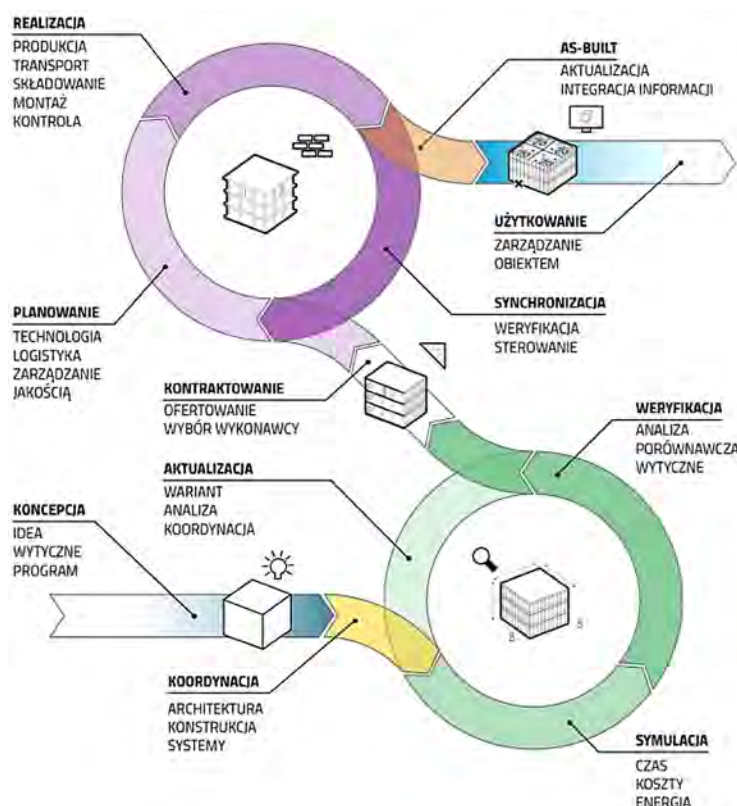 REALIZACJA
PRODUKCJA
TRANSPORT
SKŁADOWANIE
MONTAŻ
KONTROLA
AS-BUILT
AKTUALIZACJA
INTEGRACJA INFORMACJI
UŻYTKOWANIE
ZARZĄDZANIE
OBIEKTEM
PLANOWANIE
TECHNOLOGIA
LOGISTYKA
ZARZĄDZANIE
JAKOŚCIĄ
SYNCHRONIZACJA
WERYFIKACJA
STEROWANIE
KONTRAKTOWANIE
OFERTOWANIE
WYBÓR WYKONAWCY
WERYFIKACJA
ANALIZA
PORÓWNAWCZA
WYTYCZNE
AKTUALIZACJA
WARIANT
ANALIZA
KOORDYNACJA
KONCEPCJA
IDEA
WYTYCZNE
PROGRAM
KOORDYNACJA
ARCHITEKTURA
KONSTRUKCJA
SYSTEMY
SYMULACJA
CZAS
KOSZTY
ENERGIA